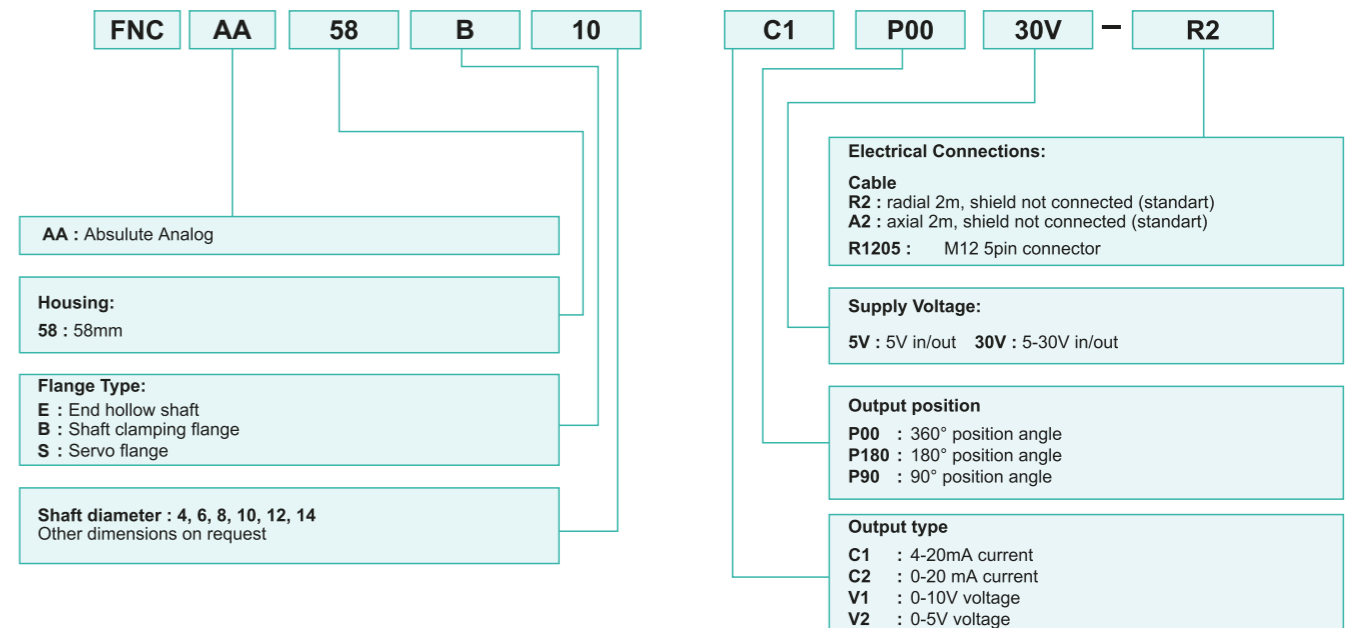 FNC AA 58 B 10 C1 P00 30V – R2
AA : Absulute Analog
Housing:
58 : 58mm
Flange Type:
E : End hollow shaft
B : Shaft clamping flange
S : Servo flange
Shaft diameter : 4, 6, 8, 10, 12, 14
Other dimensions on request
Electrical Connections:
Cable
R2 : radial 2m, shield not connected (standart)
A2 : axial 2m, shield not connected (standart)
R1205 : M12 5pin connector
Supply Voltage:
5V : 5V in/out 30V : 5-30V in/out
Output position
P00 : 360° position angle
P180 : 180° position angle
P90 : 90° position angle
Output type
C1 : 4-20mA current
C2 : 0-20 mA current
V1 : 0-10V voltage
V2 : 0-5V voltage